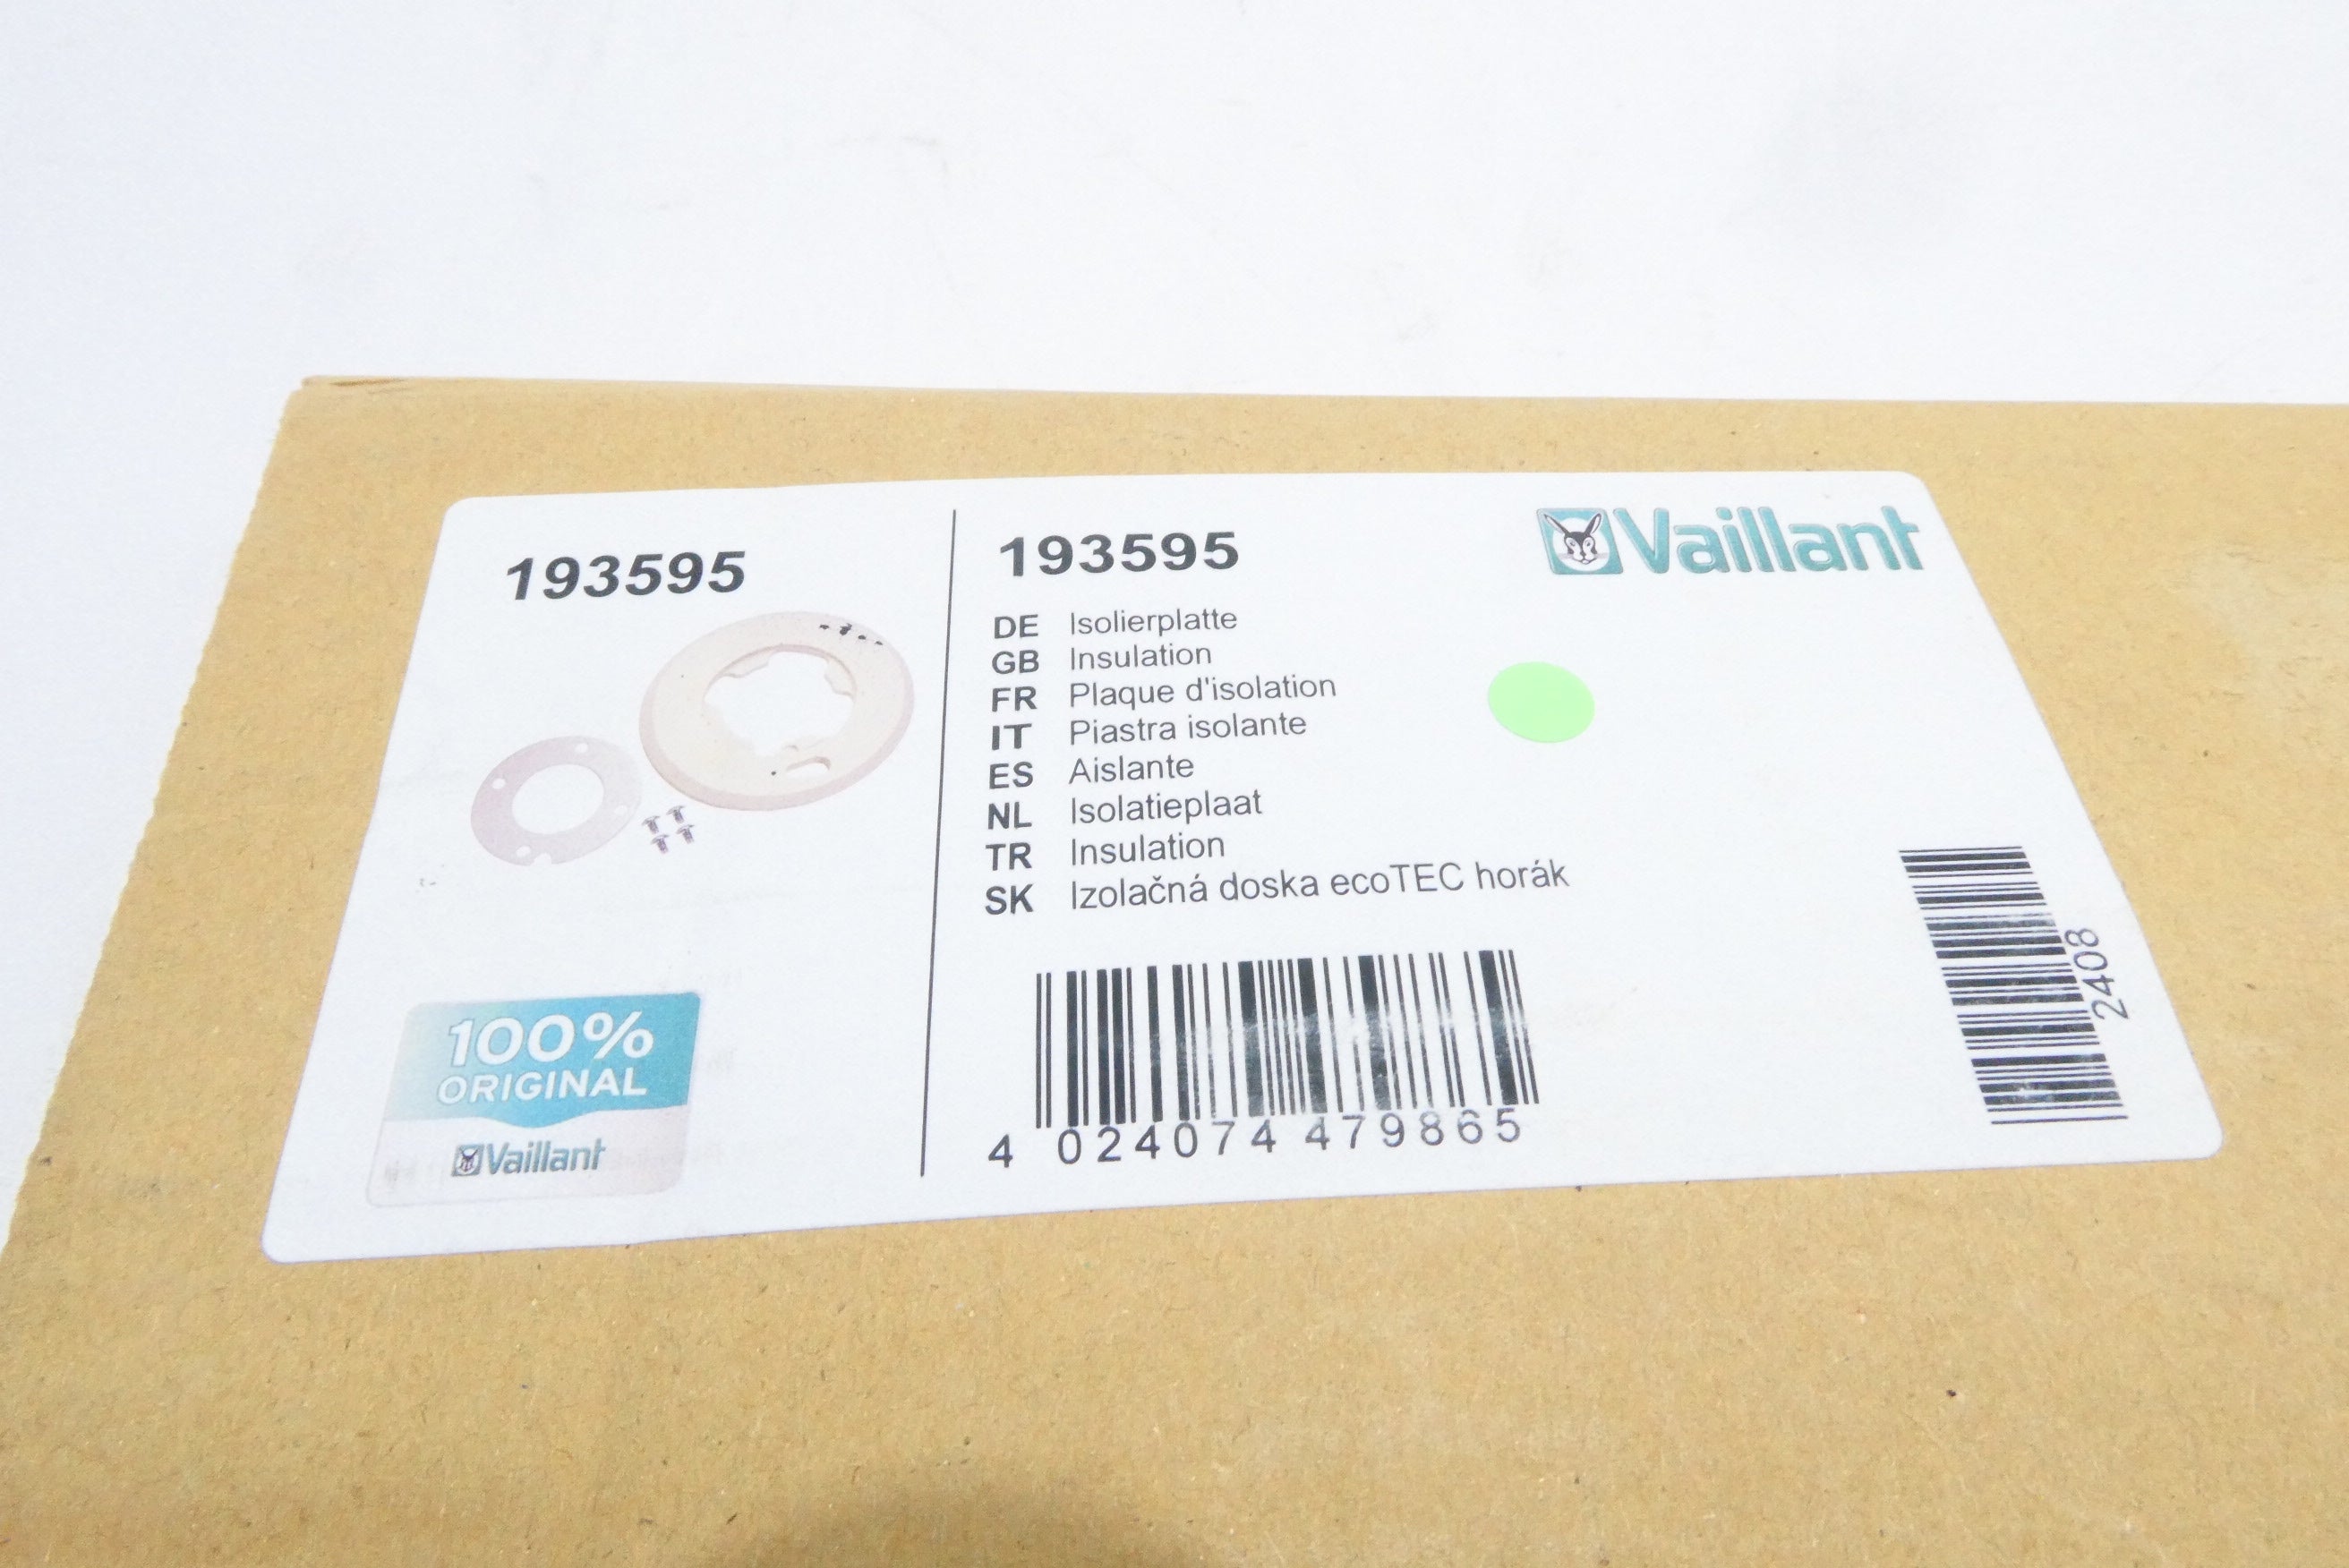 193595
100%
ORIGINAL
Vaillant
193595
Vaillant
DE Isolierplatte
GB Insulation
FR Plaque d'isolation
IT Piastra isolante
ES Aislante
NL Isolatieplaat
TR Insulation
SK Izolačná doska ecoTEC horák
4 024074 479865
2408